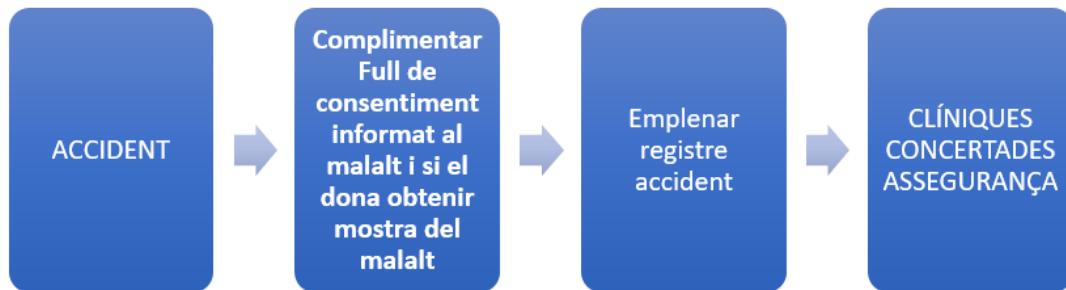 ACCIDENT
Complimentar
Full de
consentiment
informat al
malalt i si el
dona obtenir
mostra del
malalt
Emplenar
registre
accident
CLÍNIQUES
CONCERTADES
ASSEGURANÇA